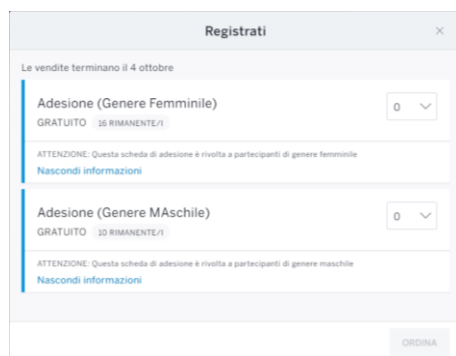 Registrati
×
Le vendite terminano il 4 ottobre
Adesione (Genere Femminile)
0
GRATUITO 16 RIMANENTE/I
ATTENZIONE: Questa scheda di adesione è rivolta a partecipanti di genere femminile
Nascondi informazioni
Adesione (Genere MAschile)
0
GRATUITO 10 RIMANENTE/I
ATTENZIONE: Questa scheda di adesione è rivolta a partecipanti di genere maschile
Nascondi informazioni
ORDINA